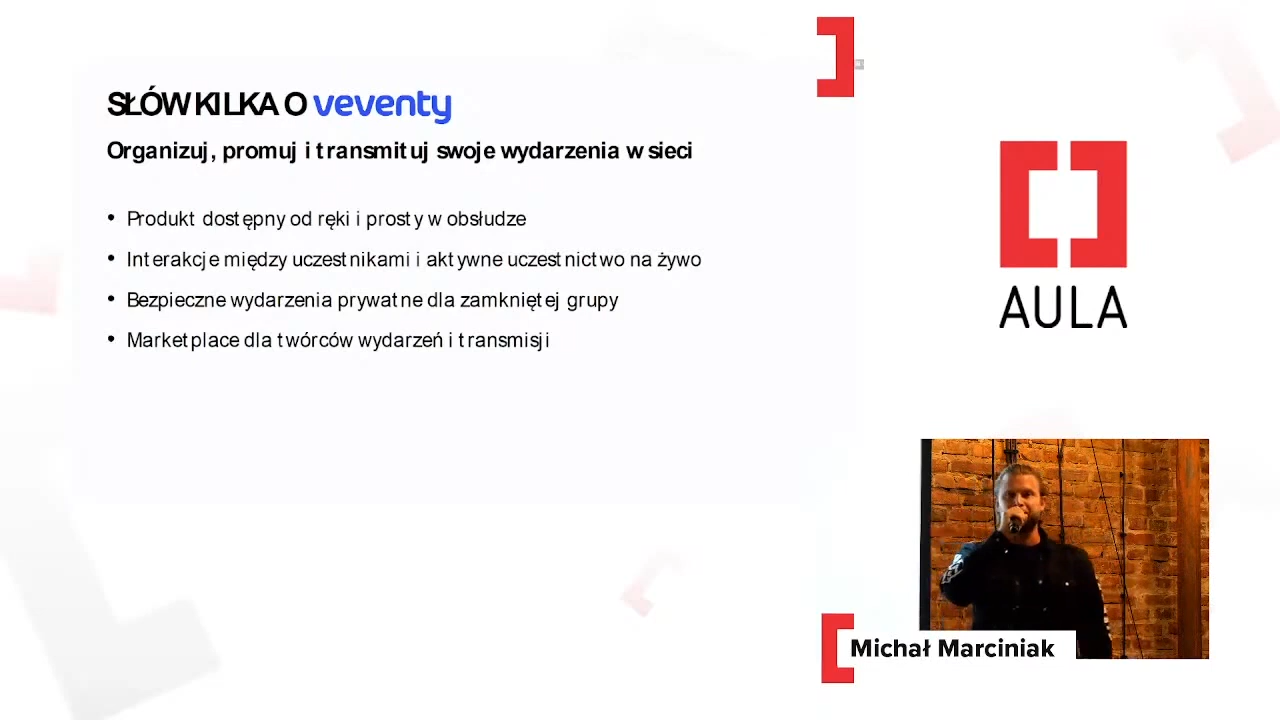 SŁÓW KILKA O veventy
Organizuj, promuj i transmituj swoje wydarzenia w sieci
• Produkt dostępny od ręki i prosty w obsłudze
• Interakcje między uczestnikami i aktywne uczestnictwo na żywo
• Bezpieczne wydarzenia prywatne dla zamkniętej grupy
• Marketplace dla twórców wydarzeń i transmisji
AULA
Michał Marciniak